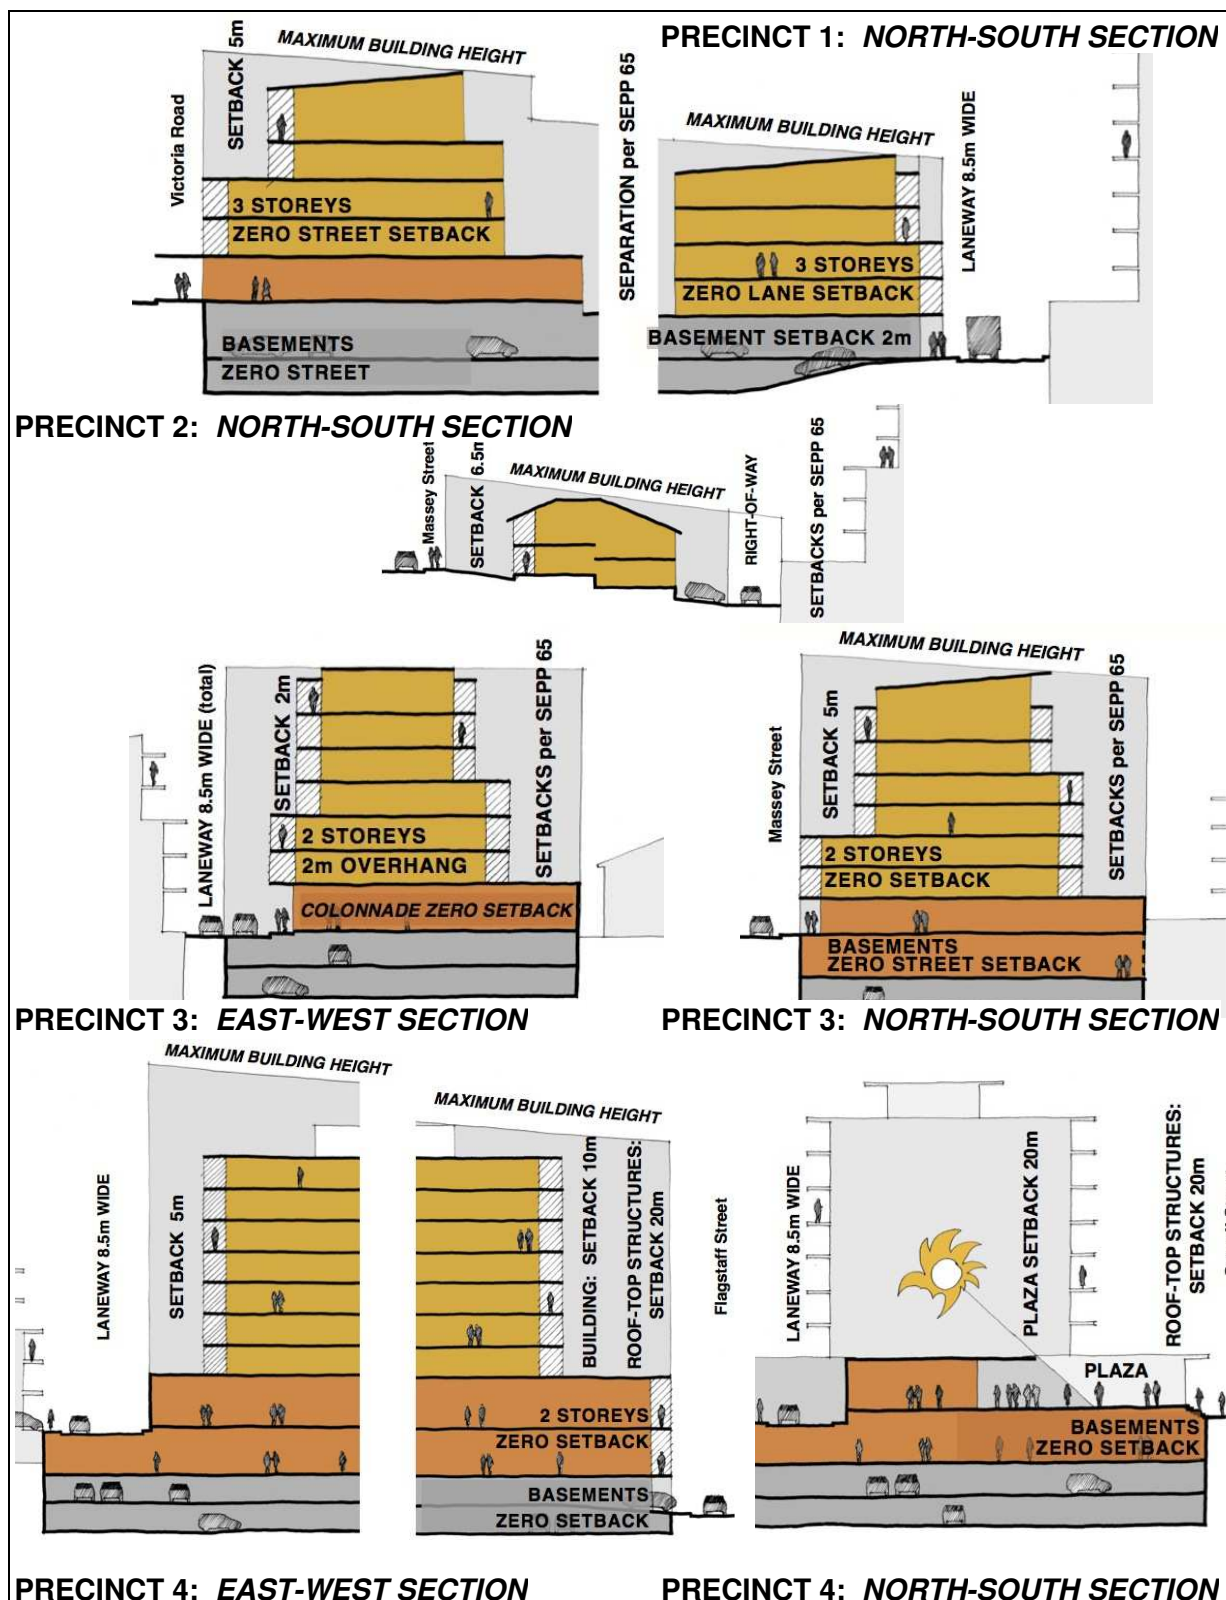 PRECINCT 1: NORTH-SOUTH SECTION
MAXIMUM BUILDING HEIGHT
SETBACK 5m
Victoria Road
3 STOREYS
ZERO STREET SETBACK
BASEMENTS
ZERO STREET
SEPARATION per SEPP 65
MAXIMUM BUILDING HEIGHT
LANEWAY 8.5m WIDE
3 STOREYS
ZERO LANE SETBACK
BASEMENT SETBACK 2m
PRECINCT 2: NORTH-SOUTH SECTION
Massey Street
SETBACK 6.5m
MAXIMUM BUILDING HEIGHT
RIGHT-OF-WAY
SETBACKS per SEPP 65
LANEWAY 8.5m WIDE (total)
SETBACK 2m
2 STOREYS
2m OVERHANG
COLONNADE ZERO SETBACK
SETBACKS per SEPP 65
MAXIMUM BUILDING HEIGHT
Massey Street
SETBACK 5m
2 STOREYS
ZERO SETBACK
BASEMENTS
ZERO STREET SETBACK
SETBACKS per SEPP 65
PRECINCT 3: EAST-WEST SECTION
PRECINCT 3: NORTH-SOUTH SECTION
MAXIMUM BUILDING HEIGHT
LANEWAY 8.5m WIDE
SETBACK 5m
MAXIMUM BUILDING HEIGHT
BUILDING: SETBACK 10m
ROOF-TOP STRUCTURES:
SETBACK 20m
Flagstaff Street
2 STOREYS
ZERO SETBACK
BASEMENTS
ZERO SETBACK
LANEWAY 8.5m WIDE
PLAZA SETBACK 20m
ROOF-TOP STRUCTURES:
SETBACK 20m
PLAZA
BASEMENTS
ZERO SETBACK
PRECINCT 4: EAST-WEST SECTION
PRECINCT 4: NORTH-SOUTH SECTION